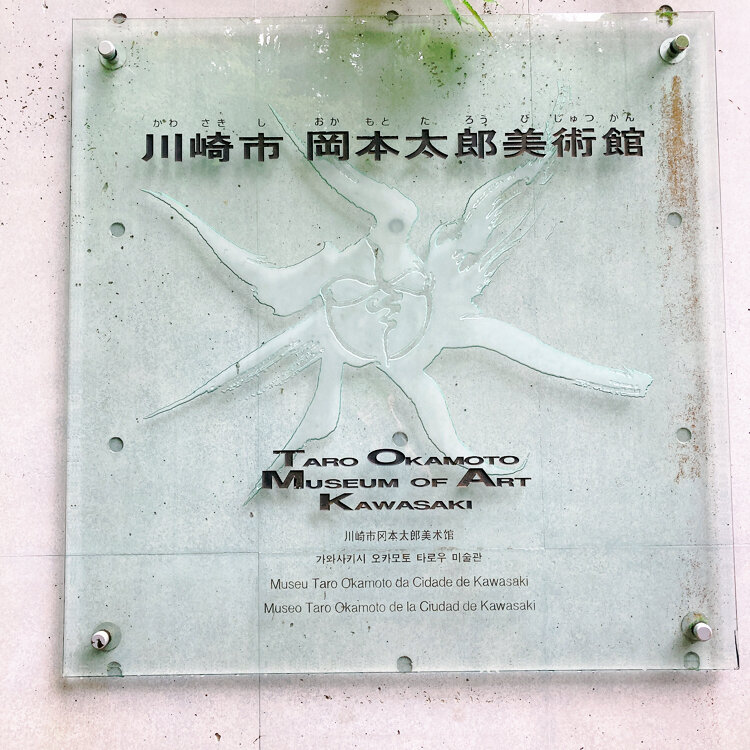 かわ さき し おか もと た ろう び じゅつ かん
川崎市 岡本太郎美術館
TARO OKAMOTO
MUSEUM OF ART
KAWASAKI
川崎市冈本太郎美术馆
가와사키시 오카모토 타로우 미술관
Museu Taro Okamoto da Cidade de Kawasaki
Museo Taro Okamoto de la Ciudad de Kawasaki